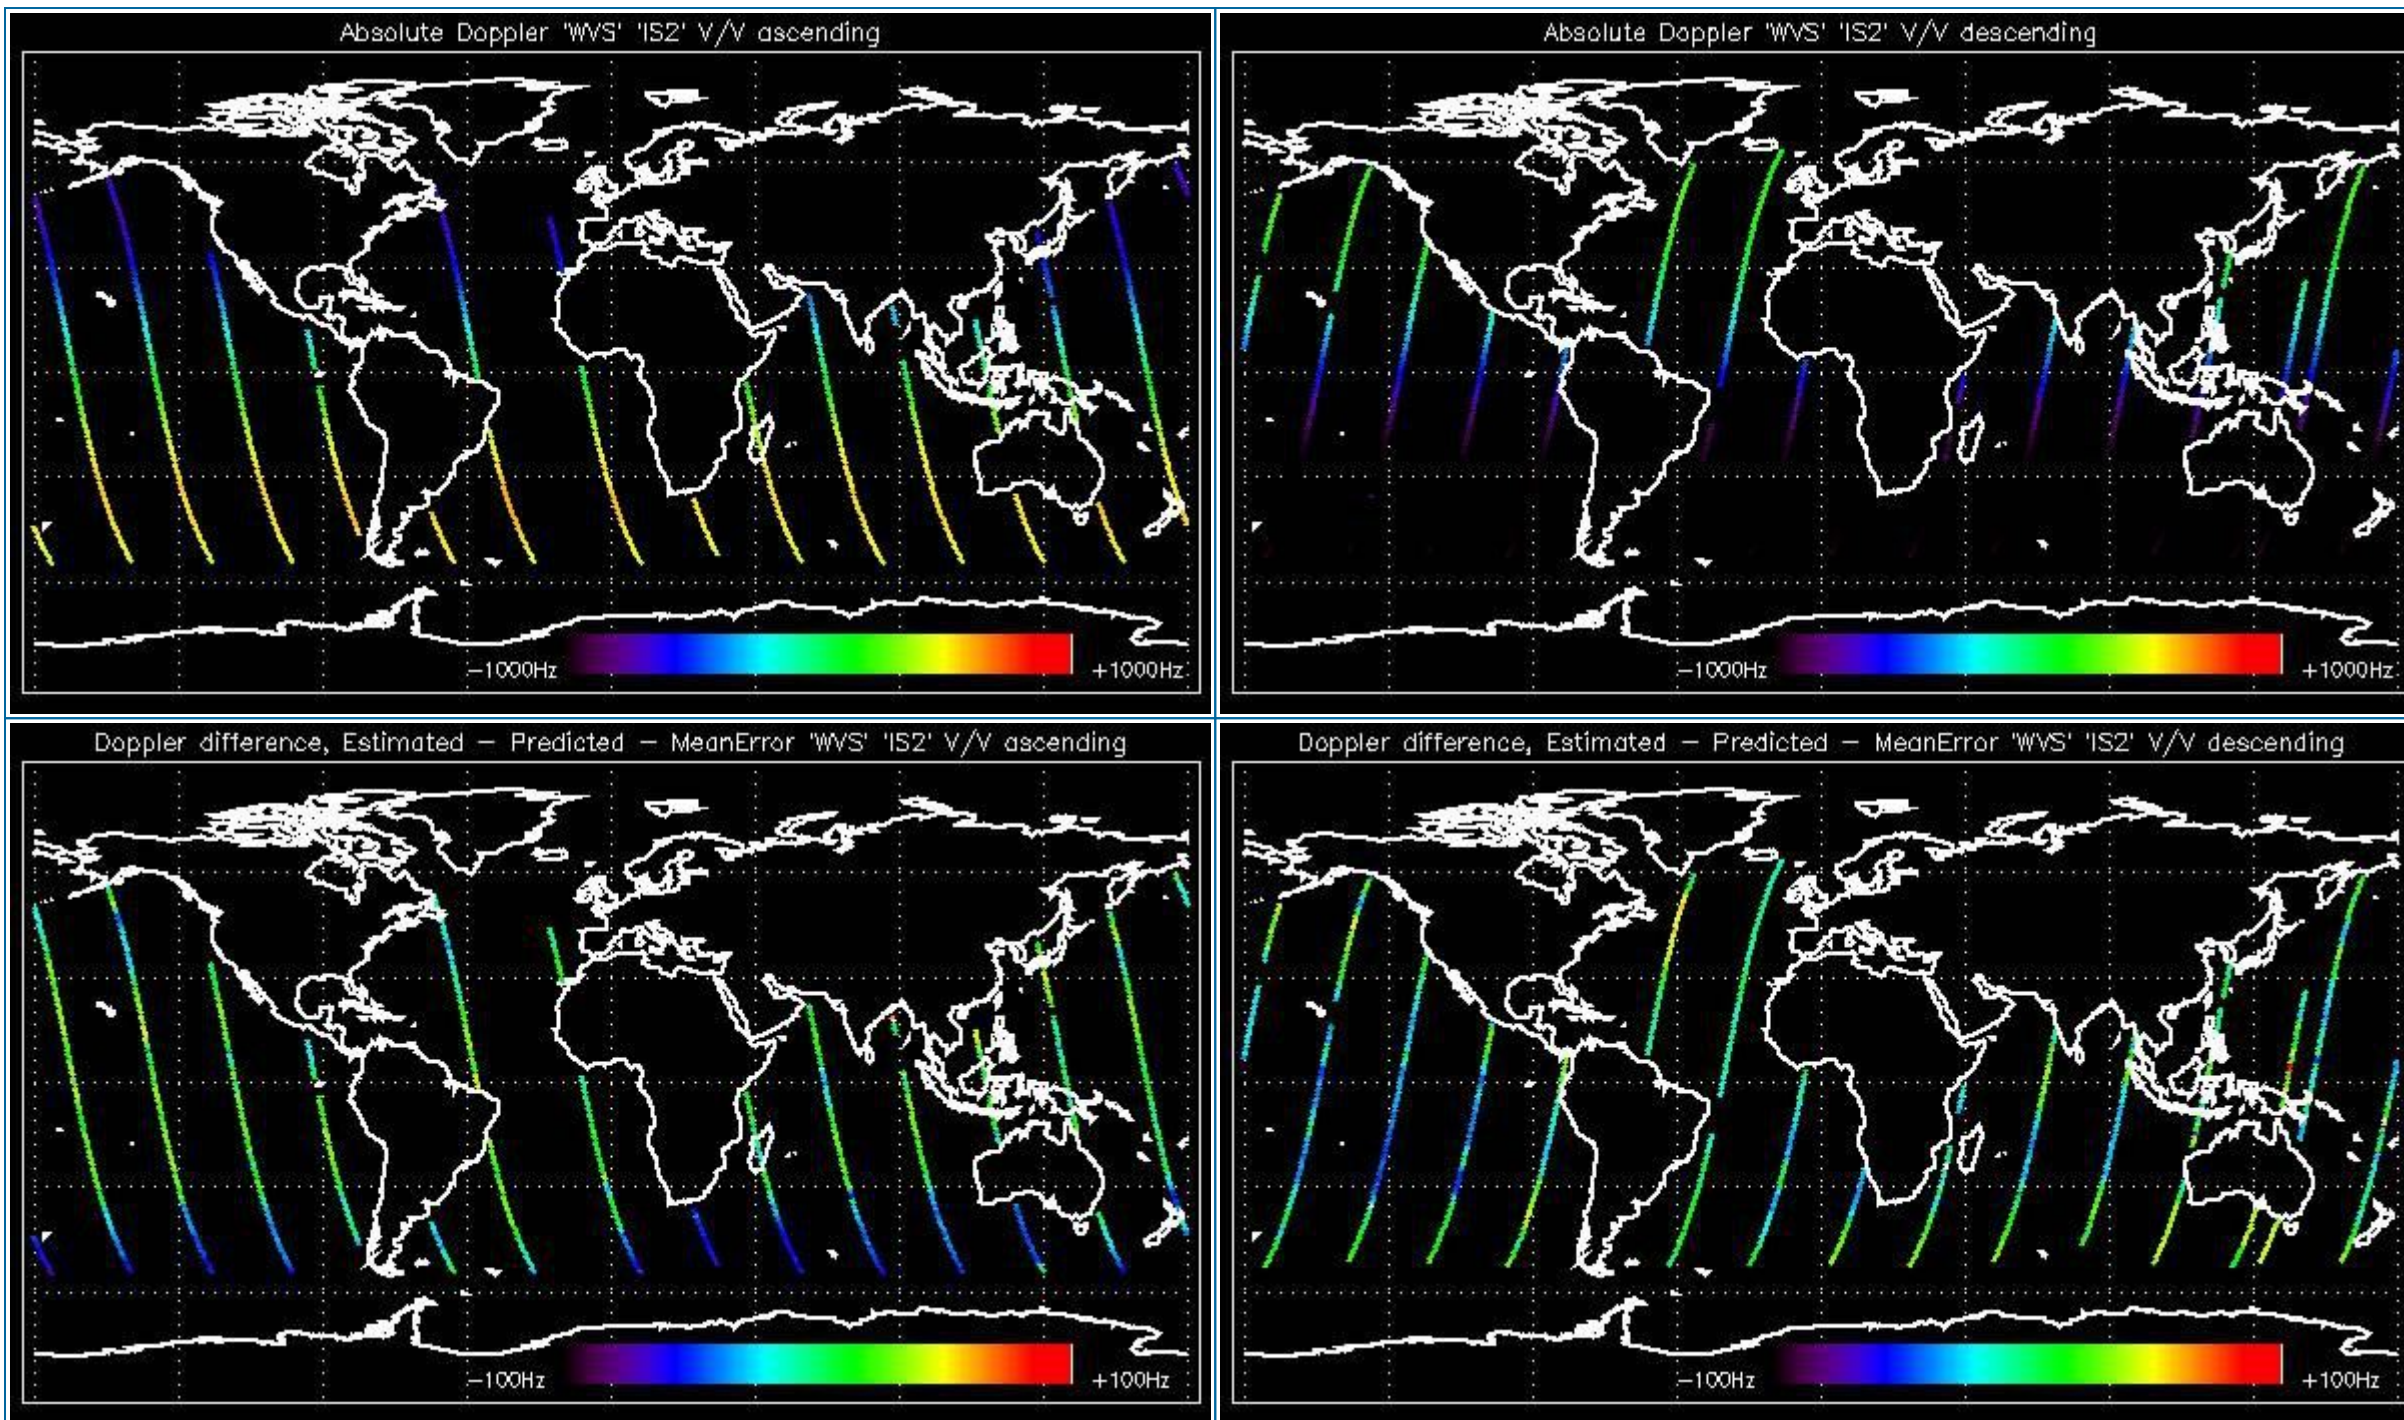 Absolute Doppler 'WVS' 'IS2' V/V ascending
-1000Hz +1000Hz
Absolute Doppler 'WVS' 'IS2' V/V descending
-1000Hz +1000Hz
Doppler difference, Estimated - Predicted - MeanError 'WVS' 'IS2' V/V ascending
-100Hz +100Hz
Doppler difference, Estimated - Predicted - MeanError 'WVS' 'IS2' V/V descending
-100Hz +100Hz